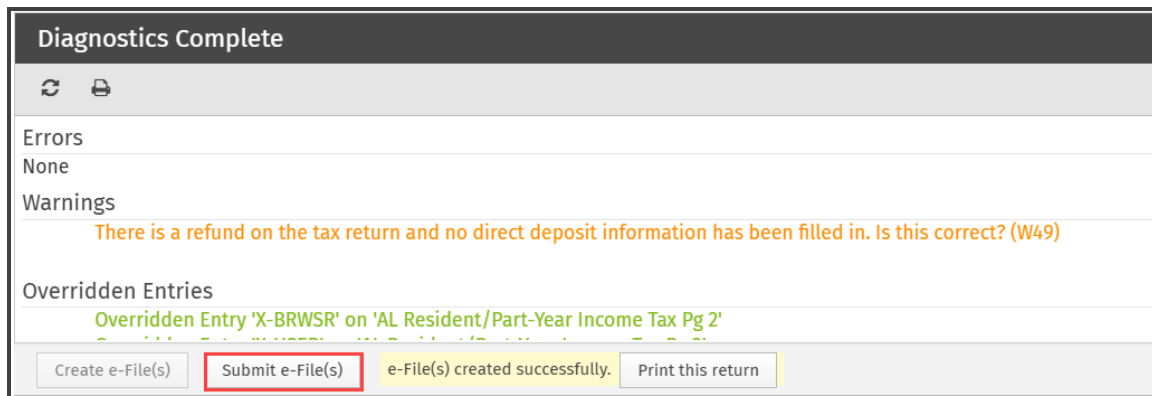 Diagnostics Complete
Errors
None
Warnings
There is a refund on the tax return and no direct deposit information has been filled in. Is this correct? (W49)
Overridden Entries
Overridden Entry 'X-BRWSR' on 'AL Resident/Part-Year Income Tax Pg 2'
Create e-File(s) Submit e-File(s) e-File(s) created successfully. Print this return